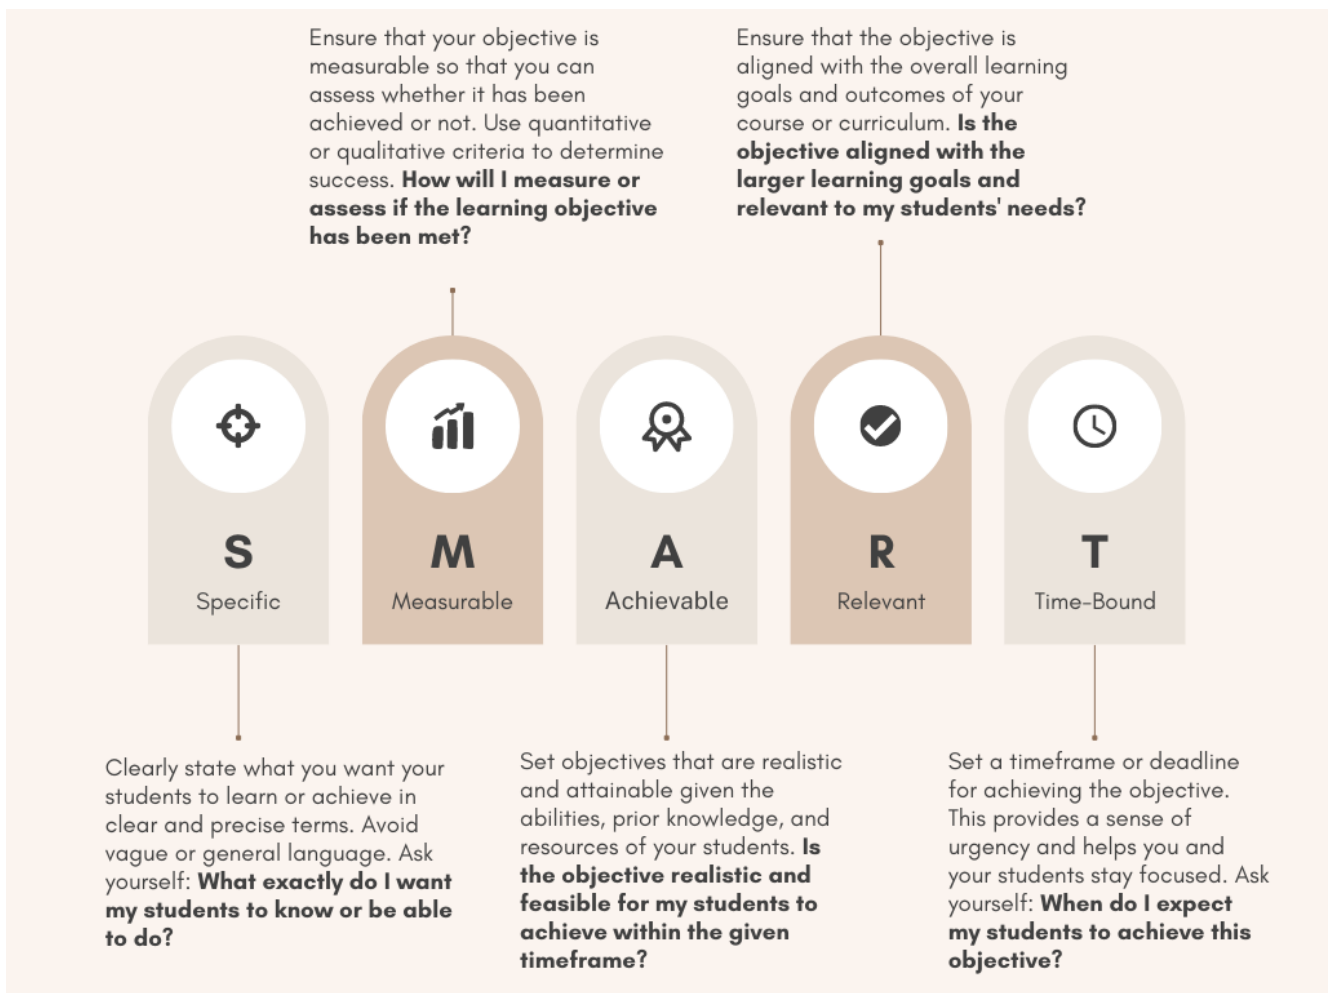 Ensure that your objective is
measurable so that you can
assess whether it has been
achieved or not. Use quantitative
or qualitative criteria to determine
success. How will I measure or
assess if the learning objective
has been met?
Ensure that the objective is
aligned with the overall learning
goals and outcomes of your
course or curriculum. Is the
objective aligned with the
larger learning goals and
relevant to my students' needs?
S
Specific
M
Measurable
A
Achievable
R
Relevant
T
Time-Bound
Clearly state what you want your
students to learn or achieve in
clear and precise terms. Avoid
vague or general language. Ask
yourself: What exactly do I want
my students to know or be able
to do?
Set objectives that are realistic
and attainable given the
abilities, prior knowledge, and
resources of your students. Is
the objective realistic and
feasible for my students to
achieve within the given
timeframe?
Set a timeframe or deadline
for achieving the objective.
This provides a sense of
urgency and helps you and
your students stay focused. Ask
yourself: When do I expect
my students to achieve this
objective?